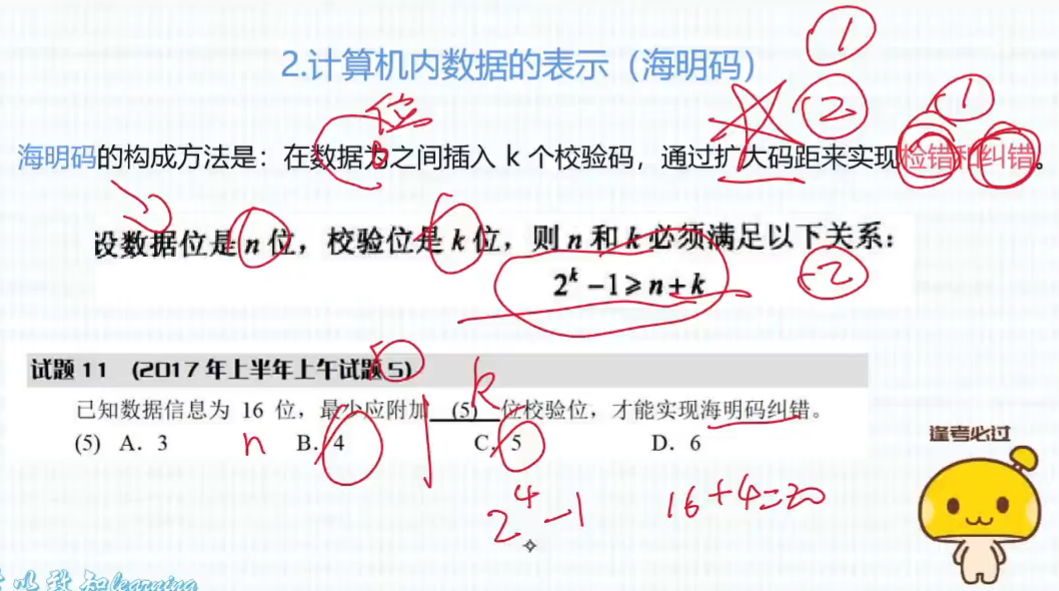 2.计算机内数据的表示（海明码）
①
②
①
位
海明码的构成方法是：在数据 之间插入 k 个校验码，通过扩大码距来实现检错和纠错。
设数据位是 n 位，校验位是 k 位，则 n 和 k 必须满足以下关系：
2^k －1⩾n＋k
②
试题 11 （2017 年上半年上午试题 5）
k
已知数据信息为 16 位，最少应附加 (5) 位校验位，才能实现海明码纠错。
(5) A．3 B．4 C．5 D．6
n
2^4 -1 16+4=20
逢考必过
learning